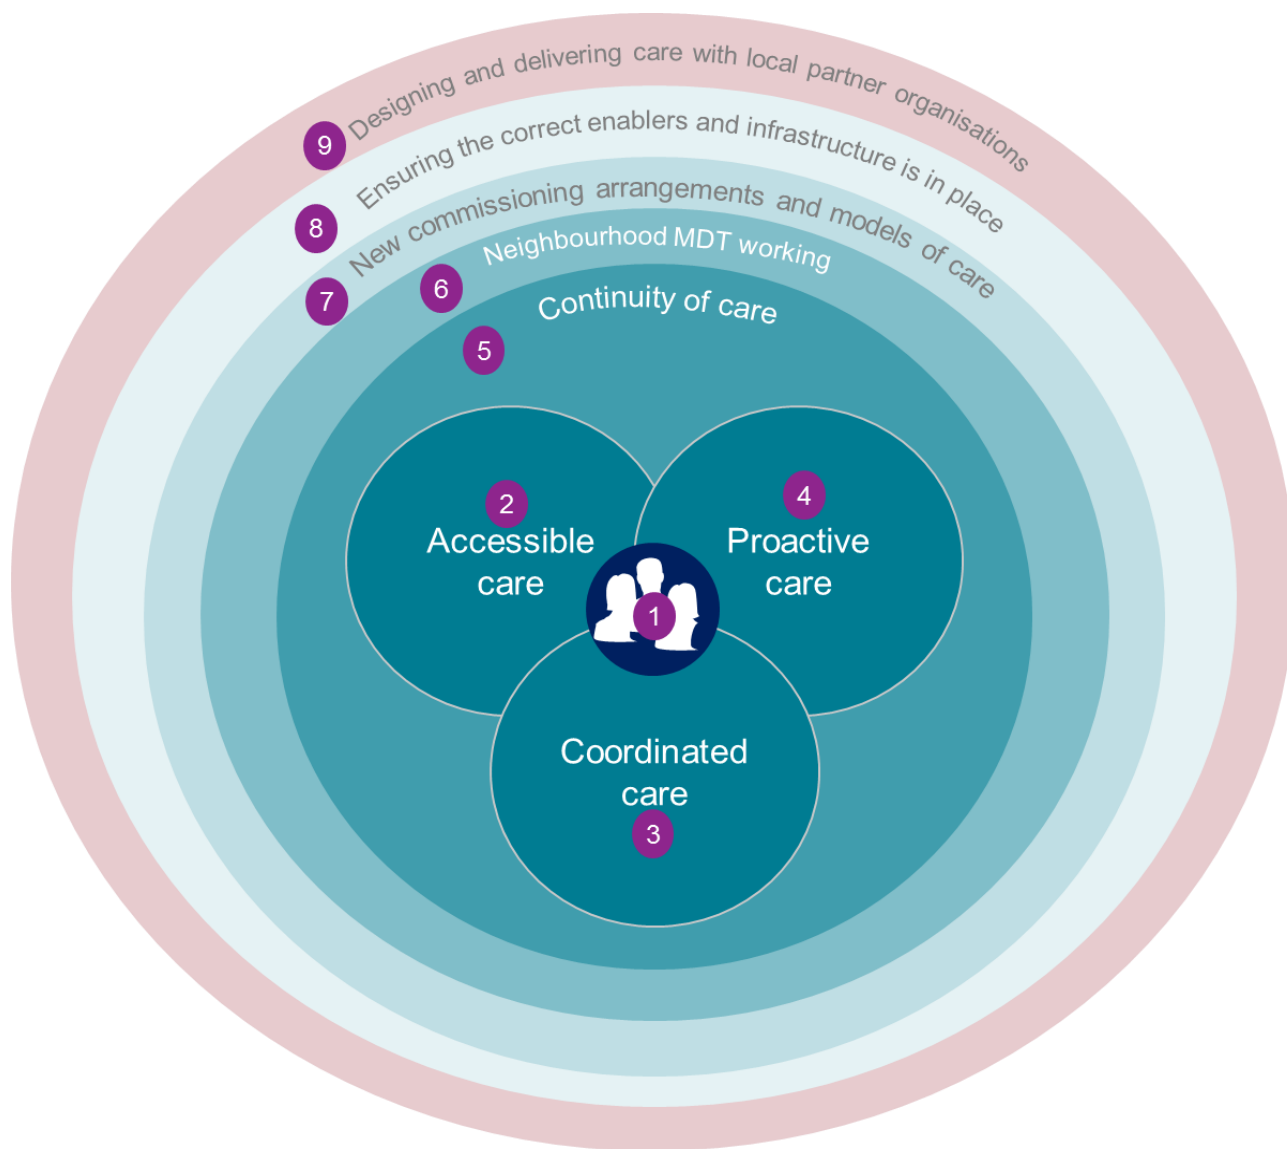 9 Designing and delivering care with local partner organisations
8 Ensuring the correct enablers and infrastructure is in place
7 New commissioning arrangements and models of care
6 Neighbourhood MDT working
5 Continuity of care
2
Accessible
care
4
Proactive
care
1
Coordinated
care
3